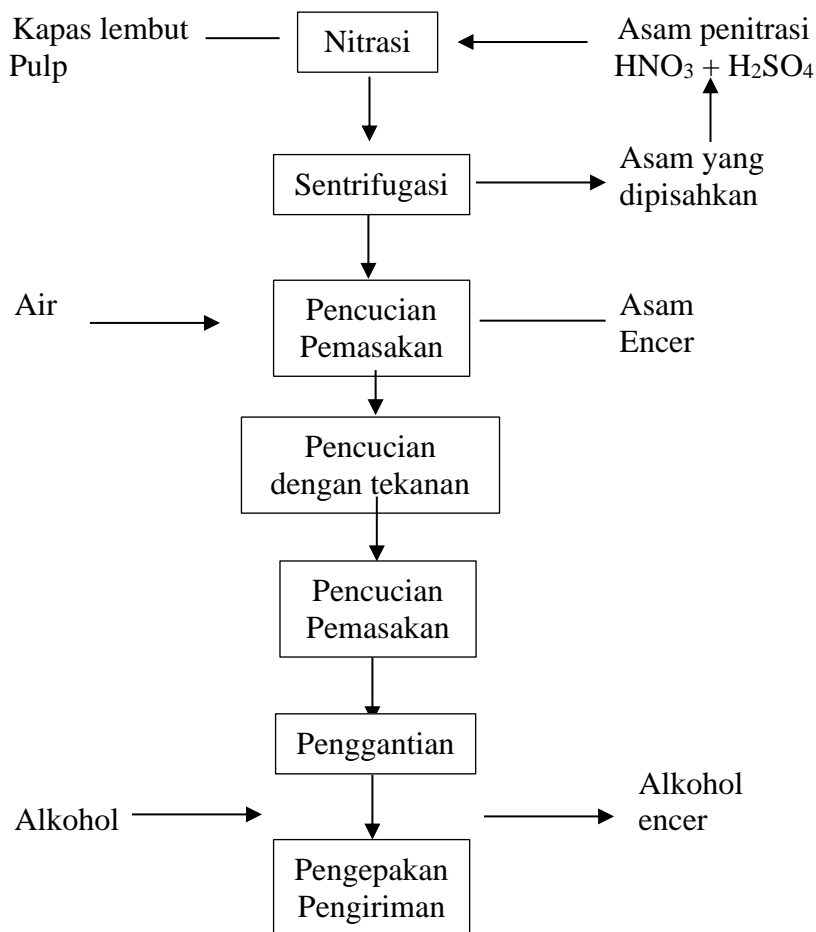 Kapas lembut
Pulp
Nitrasi
Asam penitrasi
HNO₃ + H₂SO₄
Sentrifugasi
Asam yang
dipisahkan
Air
Pencucian
Pemasakan
Asam
Encer
Pencucian
dengan tekanan
Pencucian
Pemasakan
Penggantian
Alkohol
Alkohol
encer
Pengepakan
Pengiriman